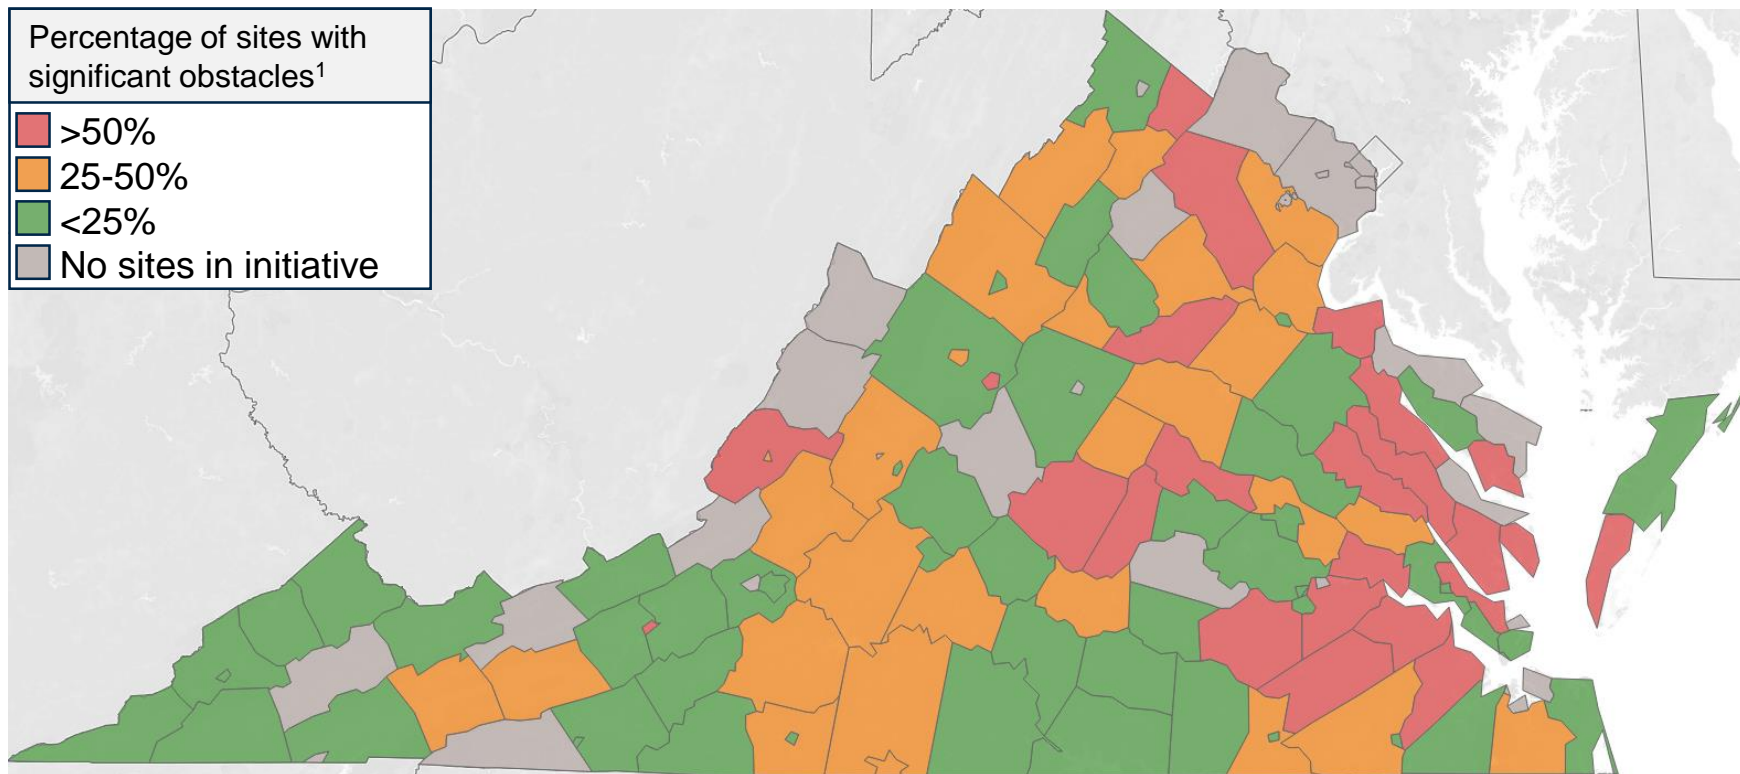 Percentage of sites with
significant obstacles¹
>50%
25-50%
<25%
No sites in initiative